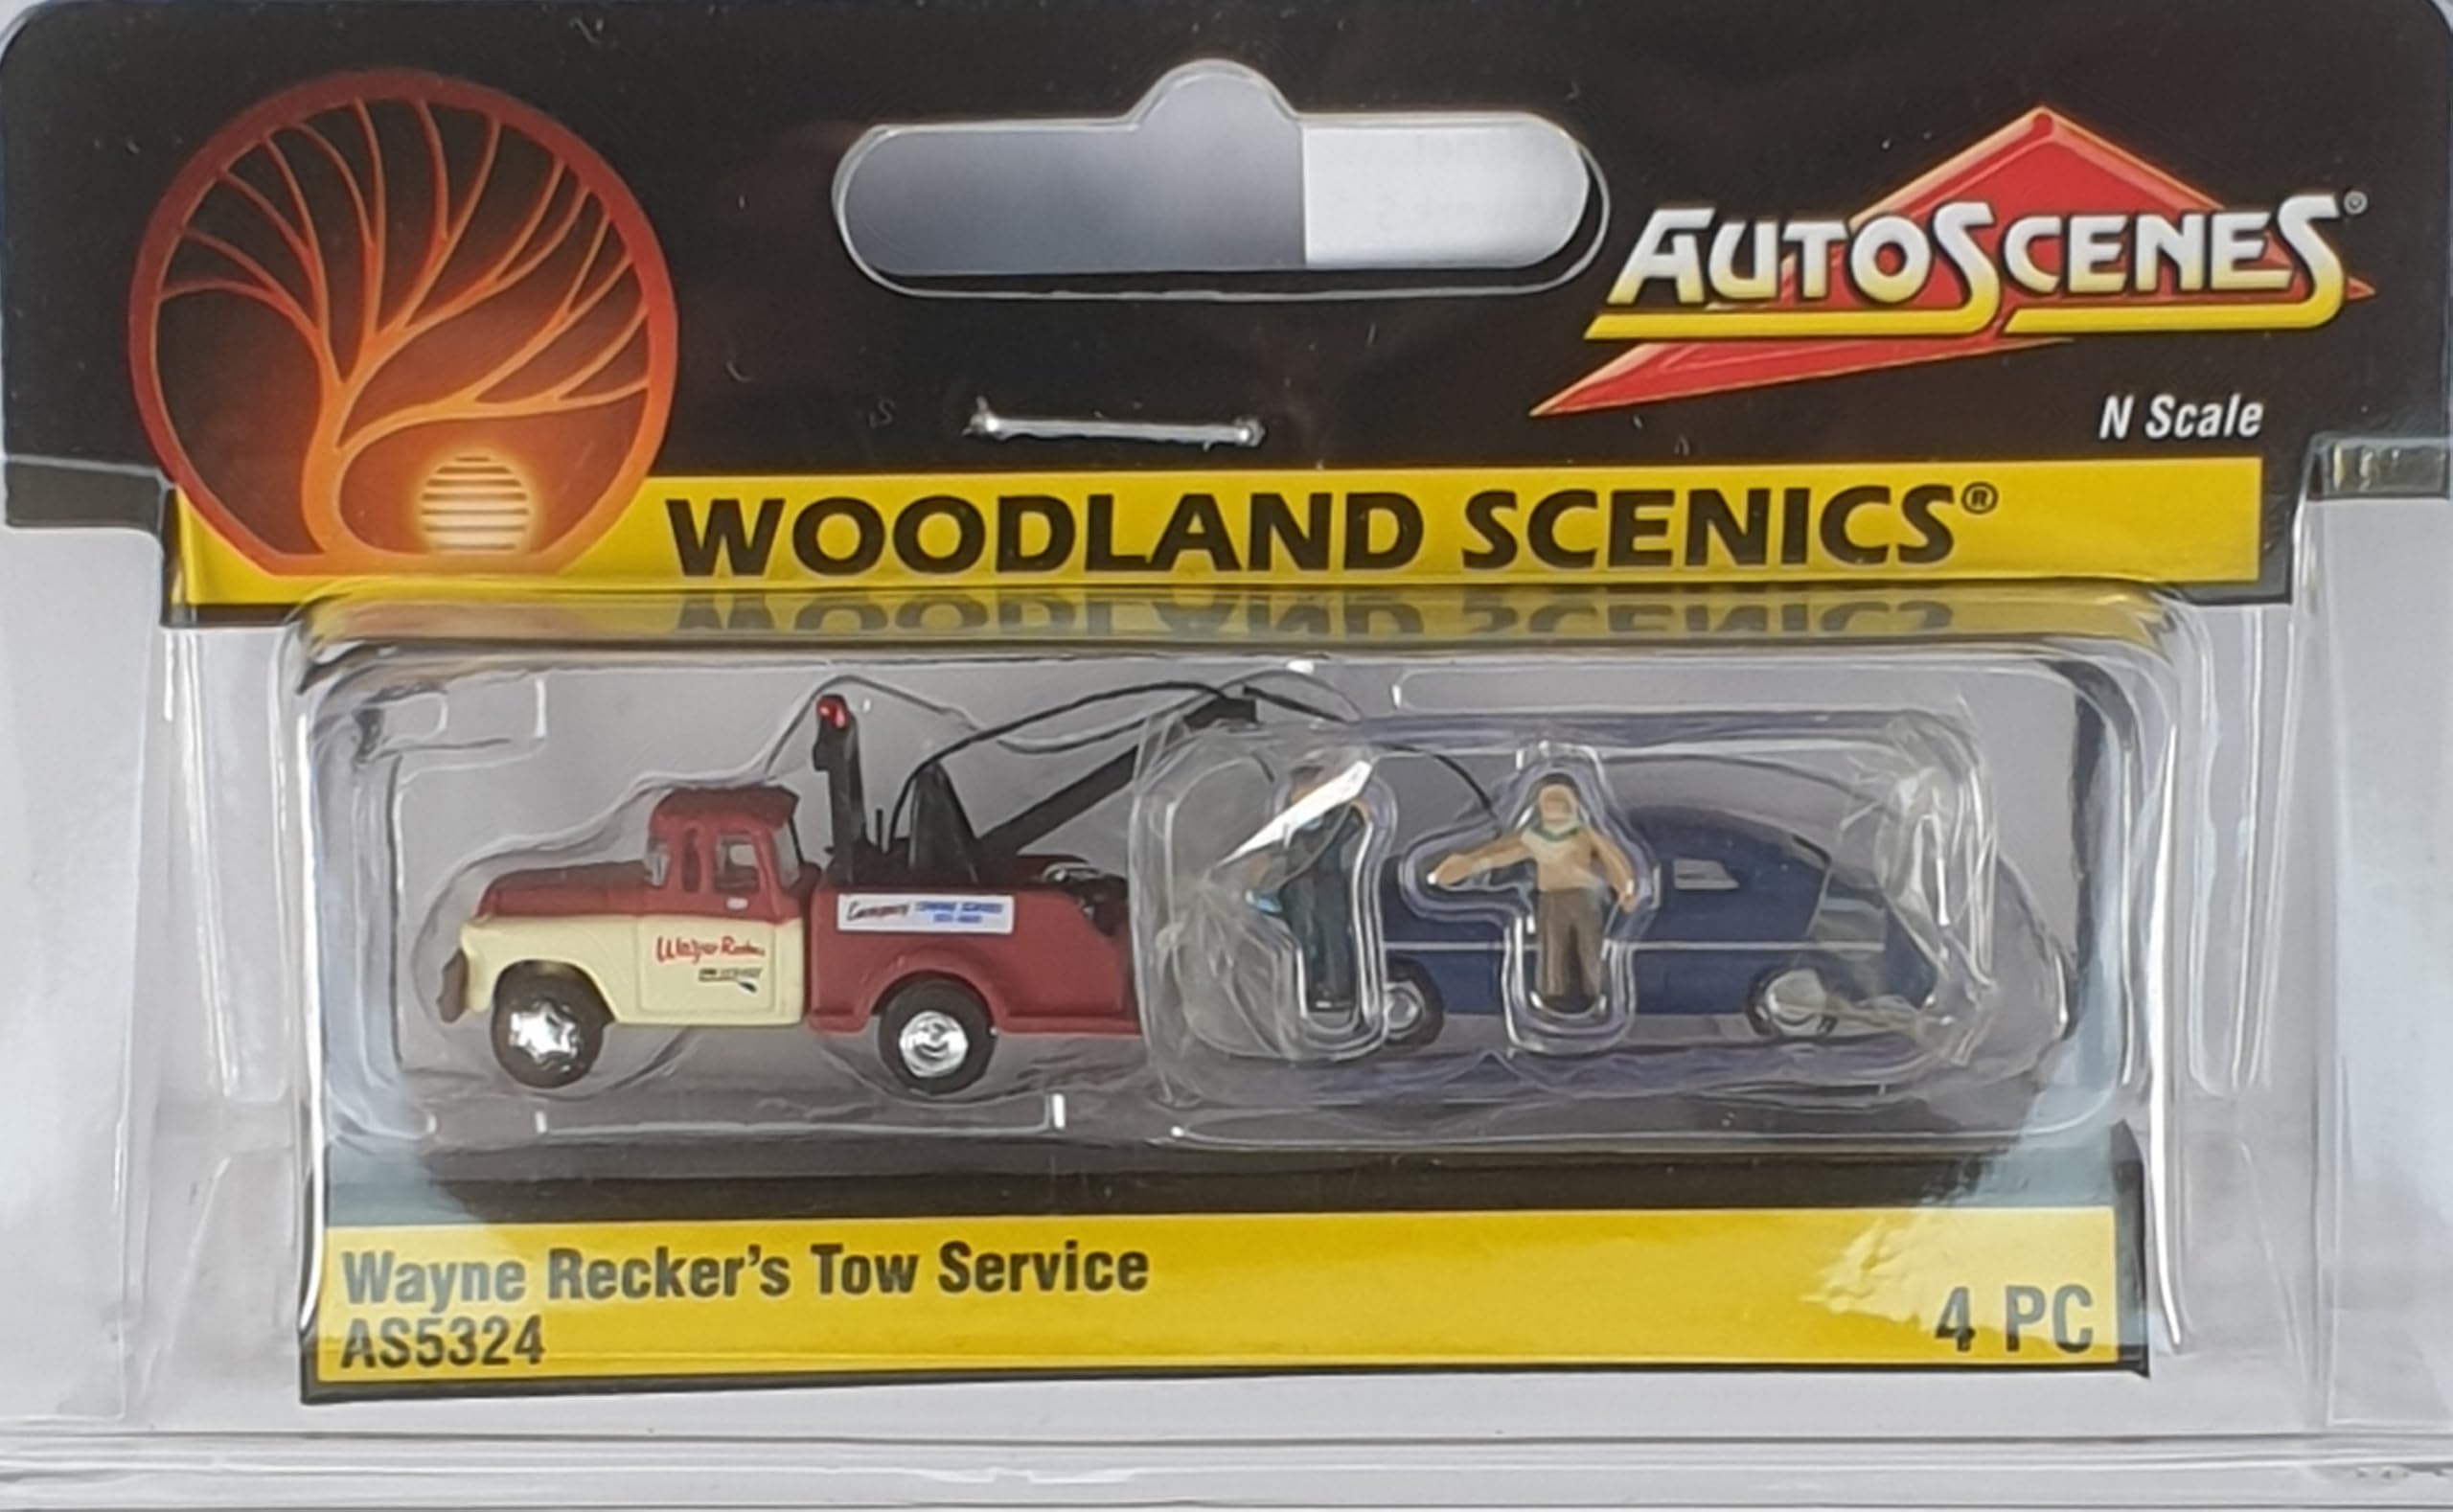 AUTOSCENES®
N Scale
WOODLAND SCENICS®
Wayne Recker's Tow Service
AS5324
4 PC